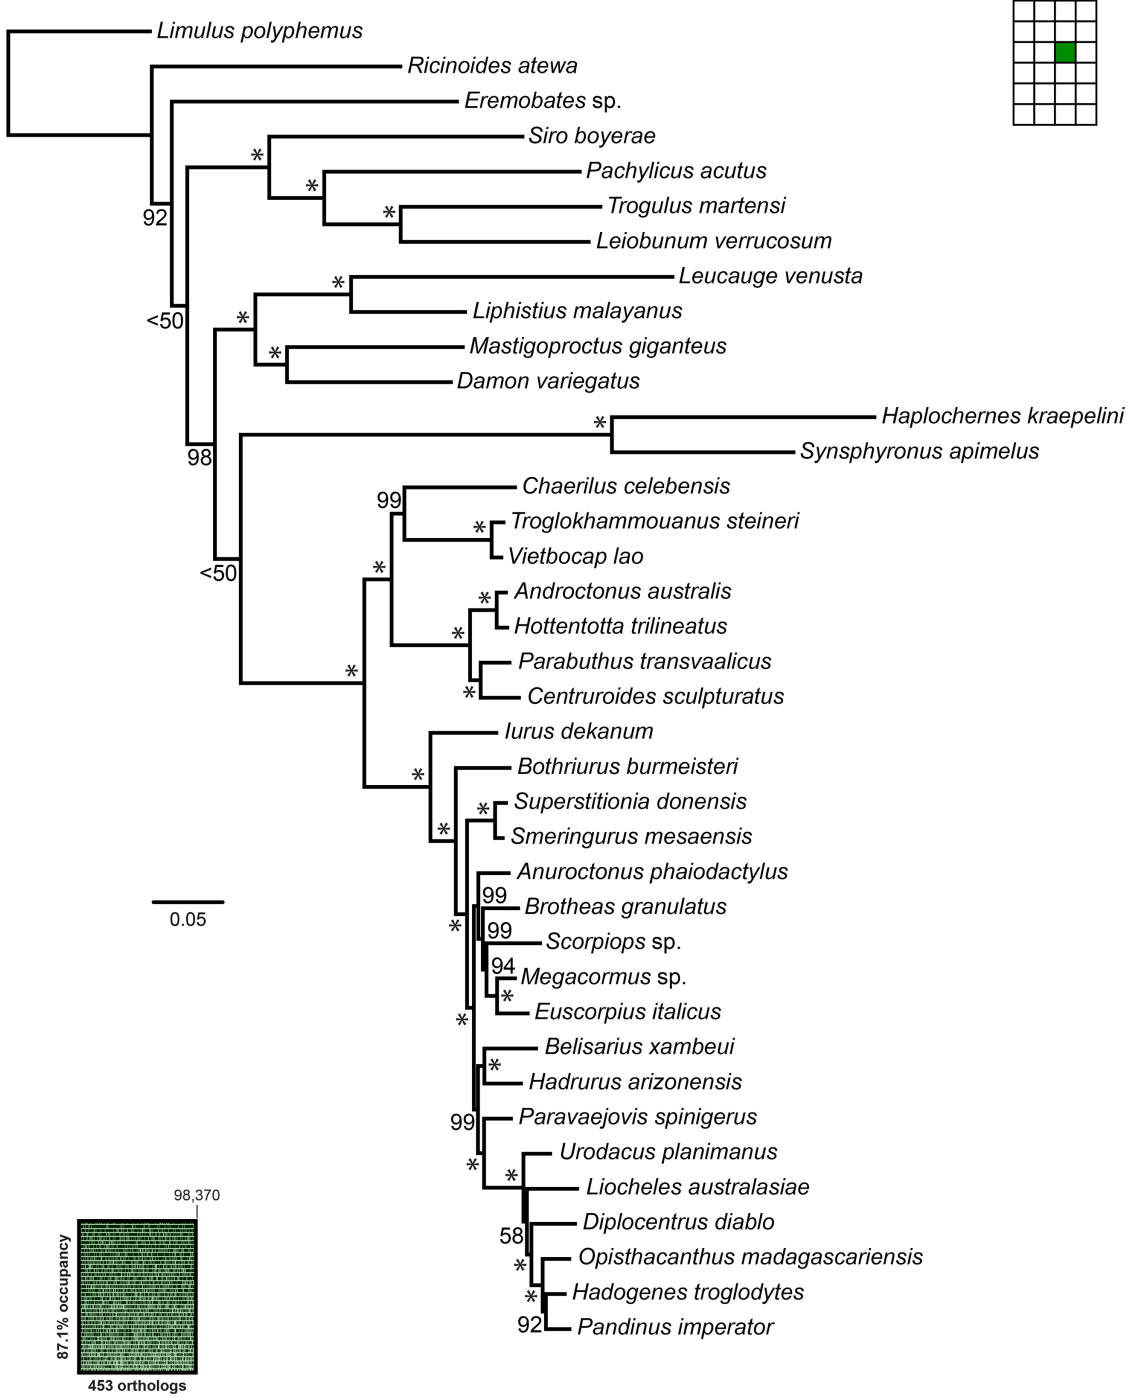 Limulus polyphemus
Ricinoides atewa
Eremobates sp.
Siro boyerae
*
Pachylicus acutus
*
Trogulus martensi
*
92
Leiobunum verrucosum
Leucauge venusta
*
Liphistius malayanus
<50
*
Mastigoproctus giganteus
*
Damon variegatus
Haplochernes kraepelini
*
Synsphyronus apimelus
98
Chaerilus celebensis
99
Troglokhammouanus steineri
*
Vietbocap lao
<50
*
Androctonus australis
*
Hottentotta trilineatus
*
Parabuthus transvaalicus
*
*
Centruroides sculpturatus
Iurus dekanum
Bothriurus burmeisteri
*
Superstitionia donensis
*
Smeringurus mesaensis
*
Anuroctonus phaiodactylus
99
Brotheas granulatus
0.05
*
99
Scorpiops sp.
94
Megacormus sp.
*
Euscorpius italicus
*
Belisarius xambeui
*
Hadrurus arizonensis
99
Paravaejovis spinigerus
Urodacus planimanus
*
*
Liocheles australasiae
98,370
Diplocentrus diablo
58
Opisthacanthus madagascariensis
*
Hadogenes troglodytes
*
92
Pandinus imperator
87.1% occupancy
453 orthologs